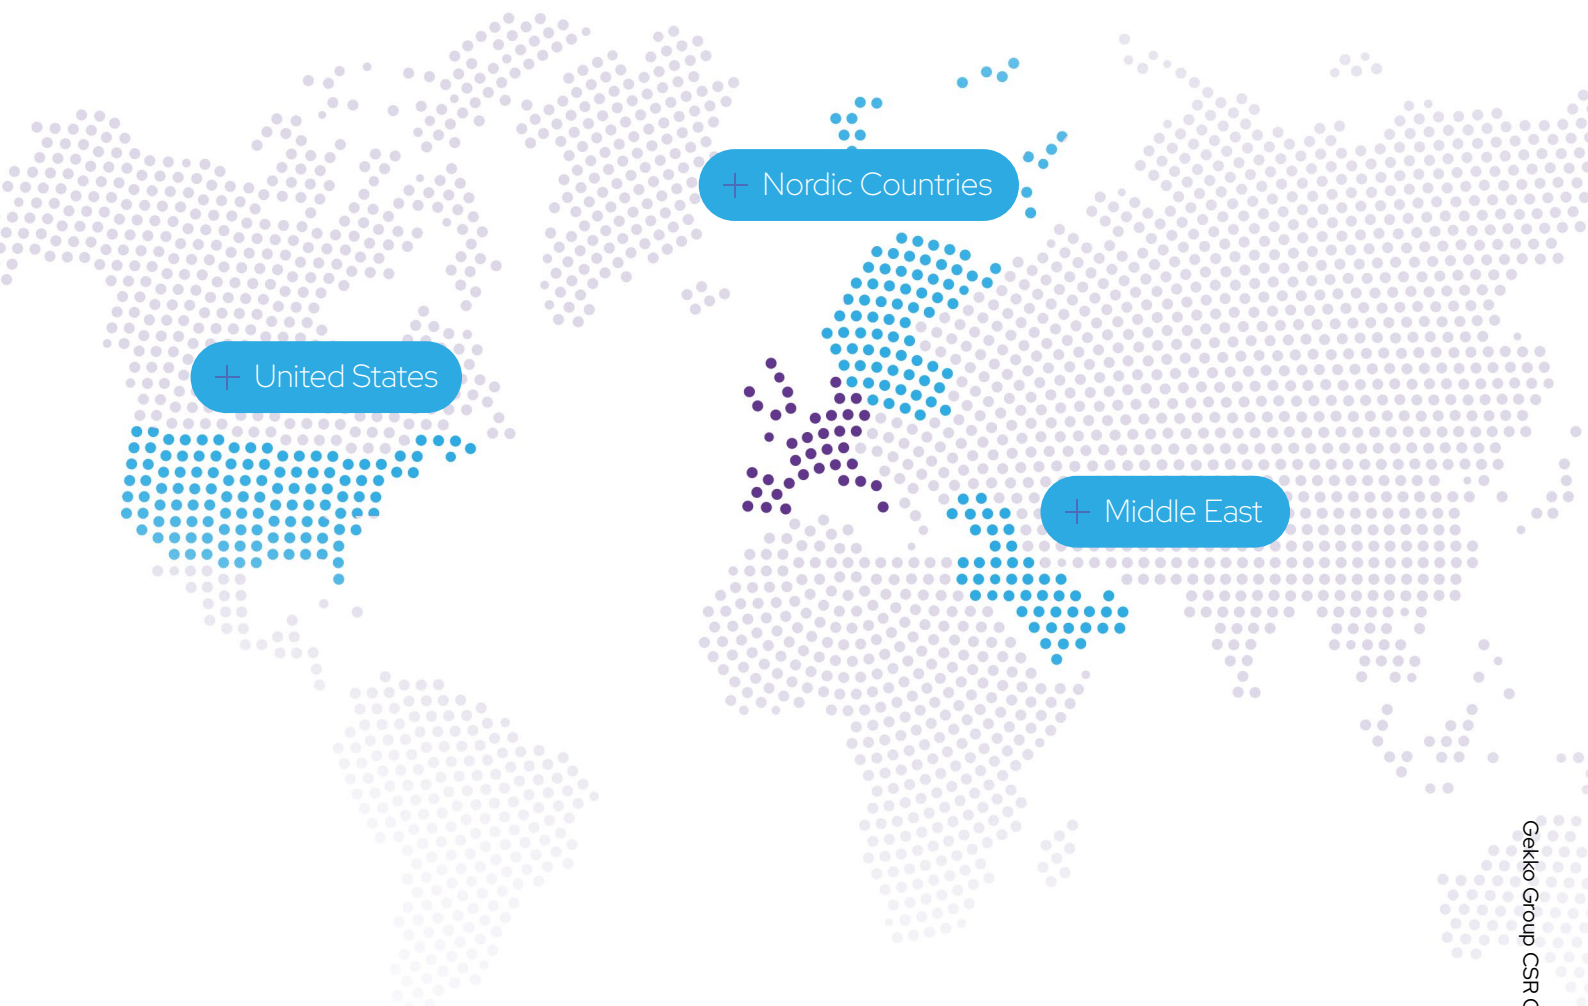 + Nordic Countries
+ United States
+ Middle East
Gekko Group CSR